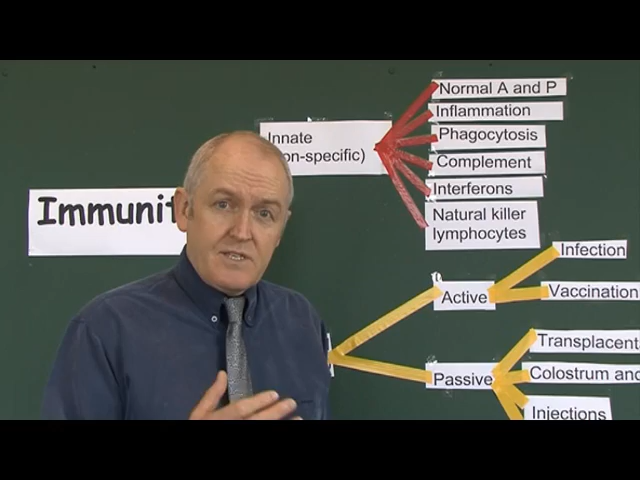 Normal A and P
Inflammation
Innate
Phagocytosis
on-specific)
Complement
Interferons
Immunit
Natural killer
lymphocytes
Infection
Active
Vaccination
Transplacent
Passive
Colostrum and
Injections